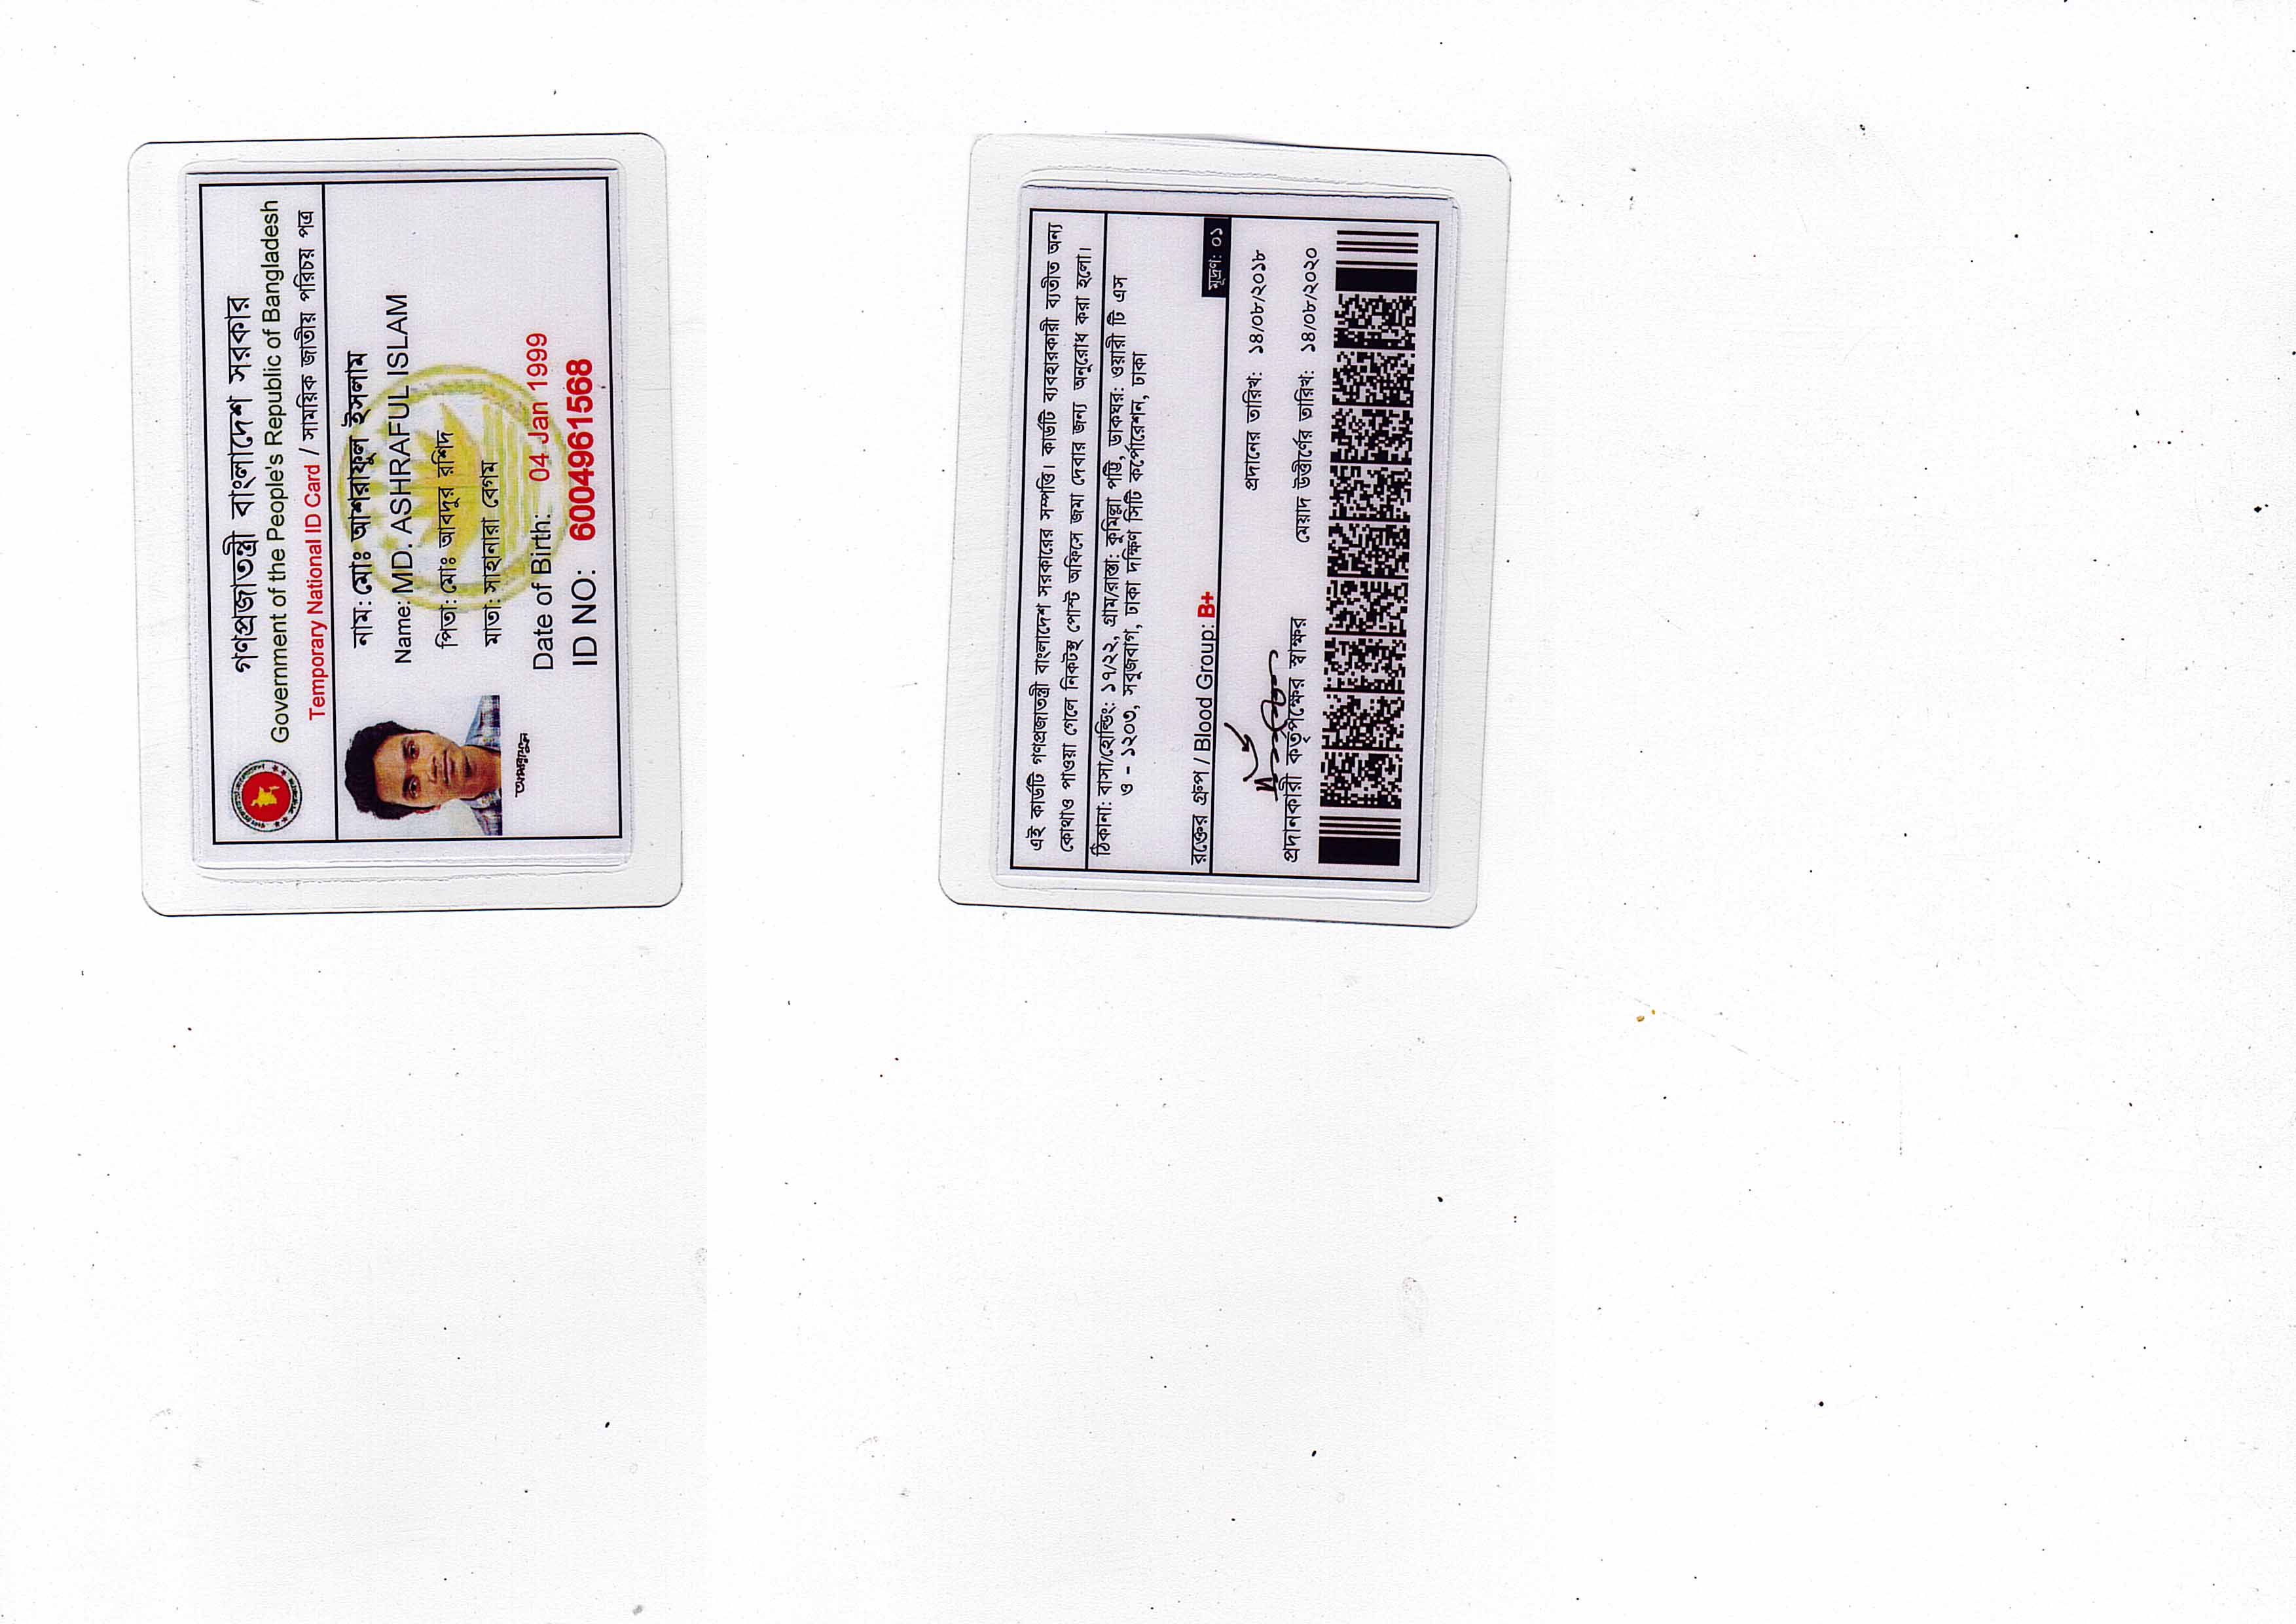 গণপ্রজাতন্ত্রী বাংলাদেশ সরকার
Government of the People's Republic of Bangladesh
Temporary National ID Card / সাময়িক জাতীয় পরিচয় পত্র
নাম: মোঃ আশরাফুল ইসলাম
Name: MD. ASHRAFUL ISLAM
পিতা: মোঃ আবদুর রশিদ
মাতা: সাহানারা বেগম
Date of Birth: 04 Jan 1999
ID NO: 6004961568
আশরাফুল
এই কার্ডটি গণপ্রজাতন্ত্রী বাংলাদেশ সরকারের সম্পত্তি। কার্ডটি ব্যবহারকারী ব্যতীত অন্য
কোথাও পাওয়া গেলে নিকটস্থ পোস্ট অফিসে জমা দেবার জন্য অনুরোধ করা হলো।
ঠিকানা: বাসা/হোল্ডিং: ১৭/২২, গ্রাম/রাস্তা: কুমিল্লা পট্টি, ডাকঘর: ওয়ারী টি এস
ও - ১২০৩, সবুজবাগ, ঢাকা দক্ষিণ সিটি কর্পোরেশন, ঢাকা
রক্তের গ্রুপ / Blood Group: B+
মুদ্রণ: ০১
প্রদানের তারিখ: ১৪/০৮/২০১৮
প্রদানকারী কর্তৃপক্ষের স্বাক্ষর
মেয়াদ উত্তীর্ণের তারিখ: ১৪/০৮/২০২০